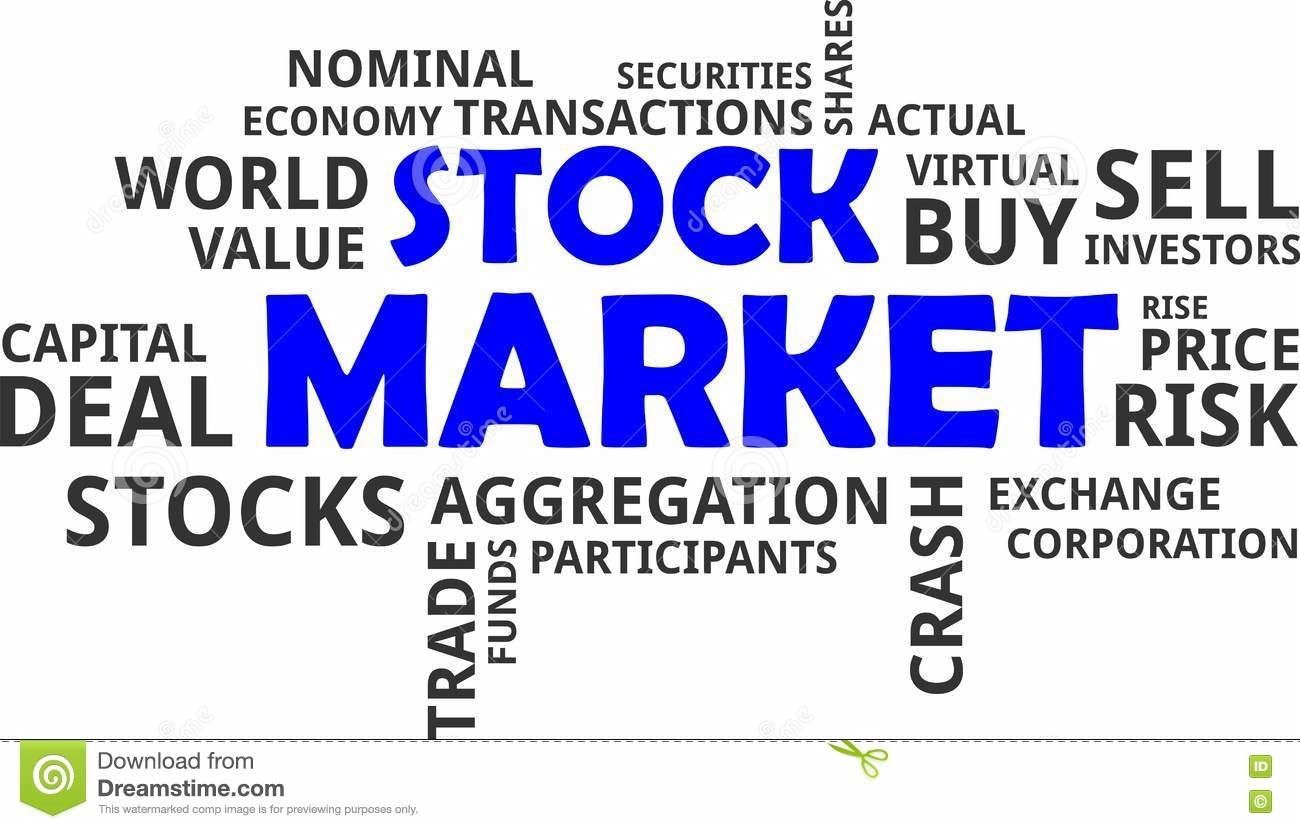 SHARES
NOMINAL
SECURITIES
ECONOMY TRANSACTIONS
ACTUAL
WORLD
STOCK
VIRTUAL
SELL
VALUE
BUY
INVESTORS
CAPITAL
MARKET
RISE
PRICE
DEAL
RISK
STOCKS
AGGREGATION
CRASH
EXCHANGE
TRADE
FUNDS
PARTICIPANTS
CORPORATION
Download from
Dreamstime.com
This watermarked comp image is for previewing purposes only.
ID
©
dreamstime